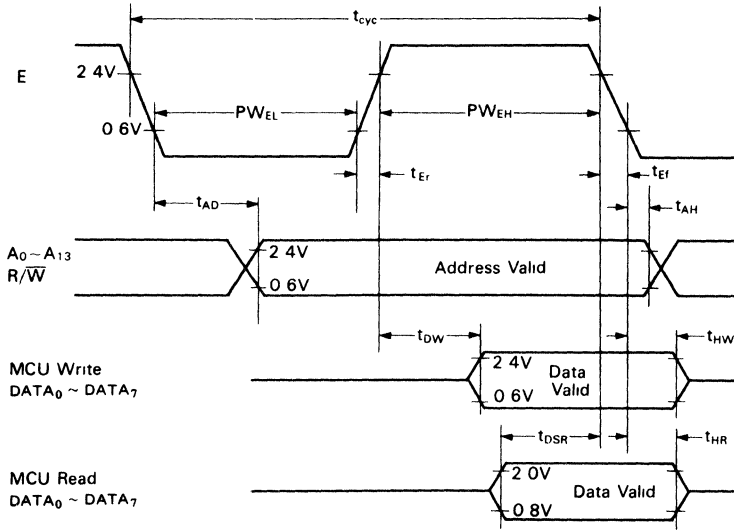 tcyc
E
2 4V
0 6V
PWEL
PWEH
tEr
tEf
tAD
tAH
A0 ~ A13
R/W̅
2 4V
0 6V
Address Valid
tDW
tHW
MCU Write
DATA0 ~ DATA7
2 4V
0 6V
Data
Valid
tDSR
tHR
MCU Read
DATA0 ~ DATA7
2 0V
0 8V
Data Valid